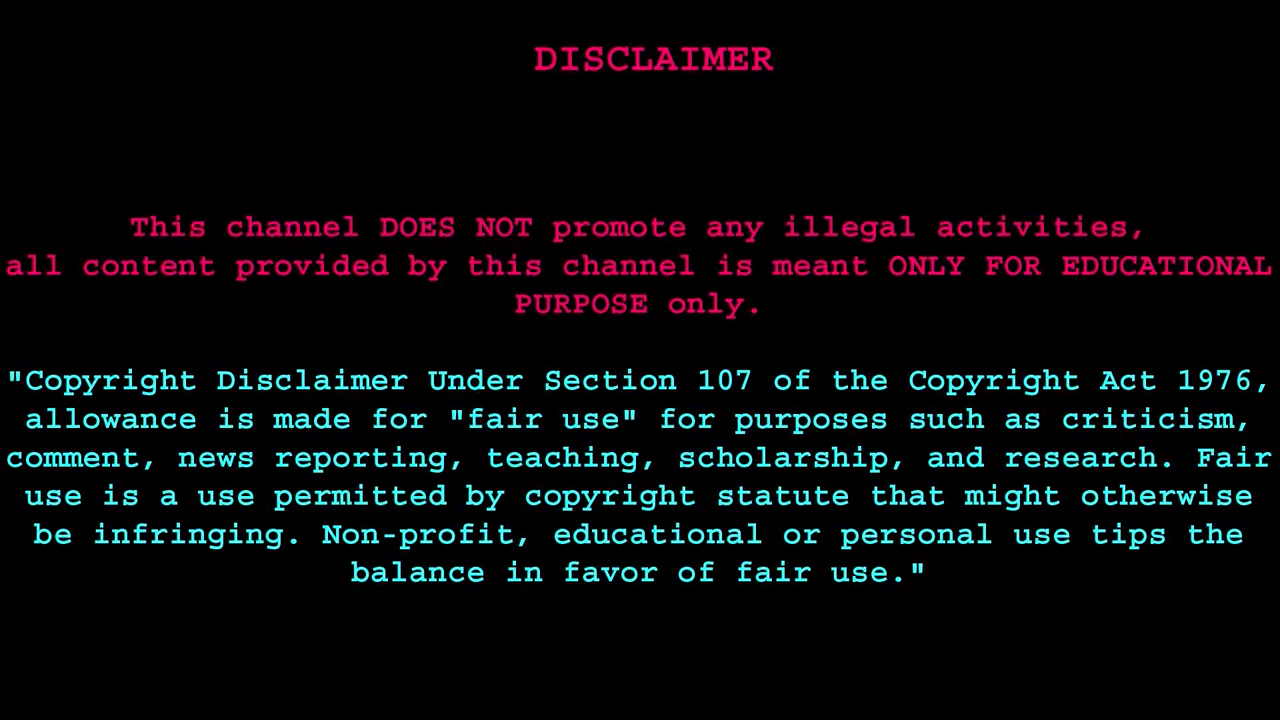 DISCLAIMER
This channel DOES NOT promote any illegal activities,
all content provided by this channel is meant ONLY FOR EDUCATIONAL
PURPOSE only.
"Copyright Disclaimer Under Section 107 of the Copyright Act 1976,
allowance is made for "fair use" for purposes such as criticism,
comment, news reporting, teaching, scholarship, and research. Fair
use is a use permitted by copyright statute that might otherwise
be infringing. Non-profit, educational or personal use tips the
balance in favor of fair use."